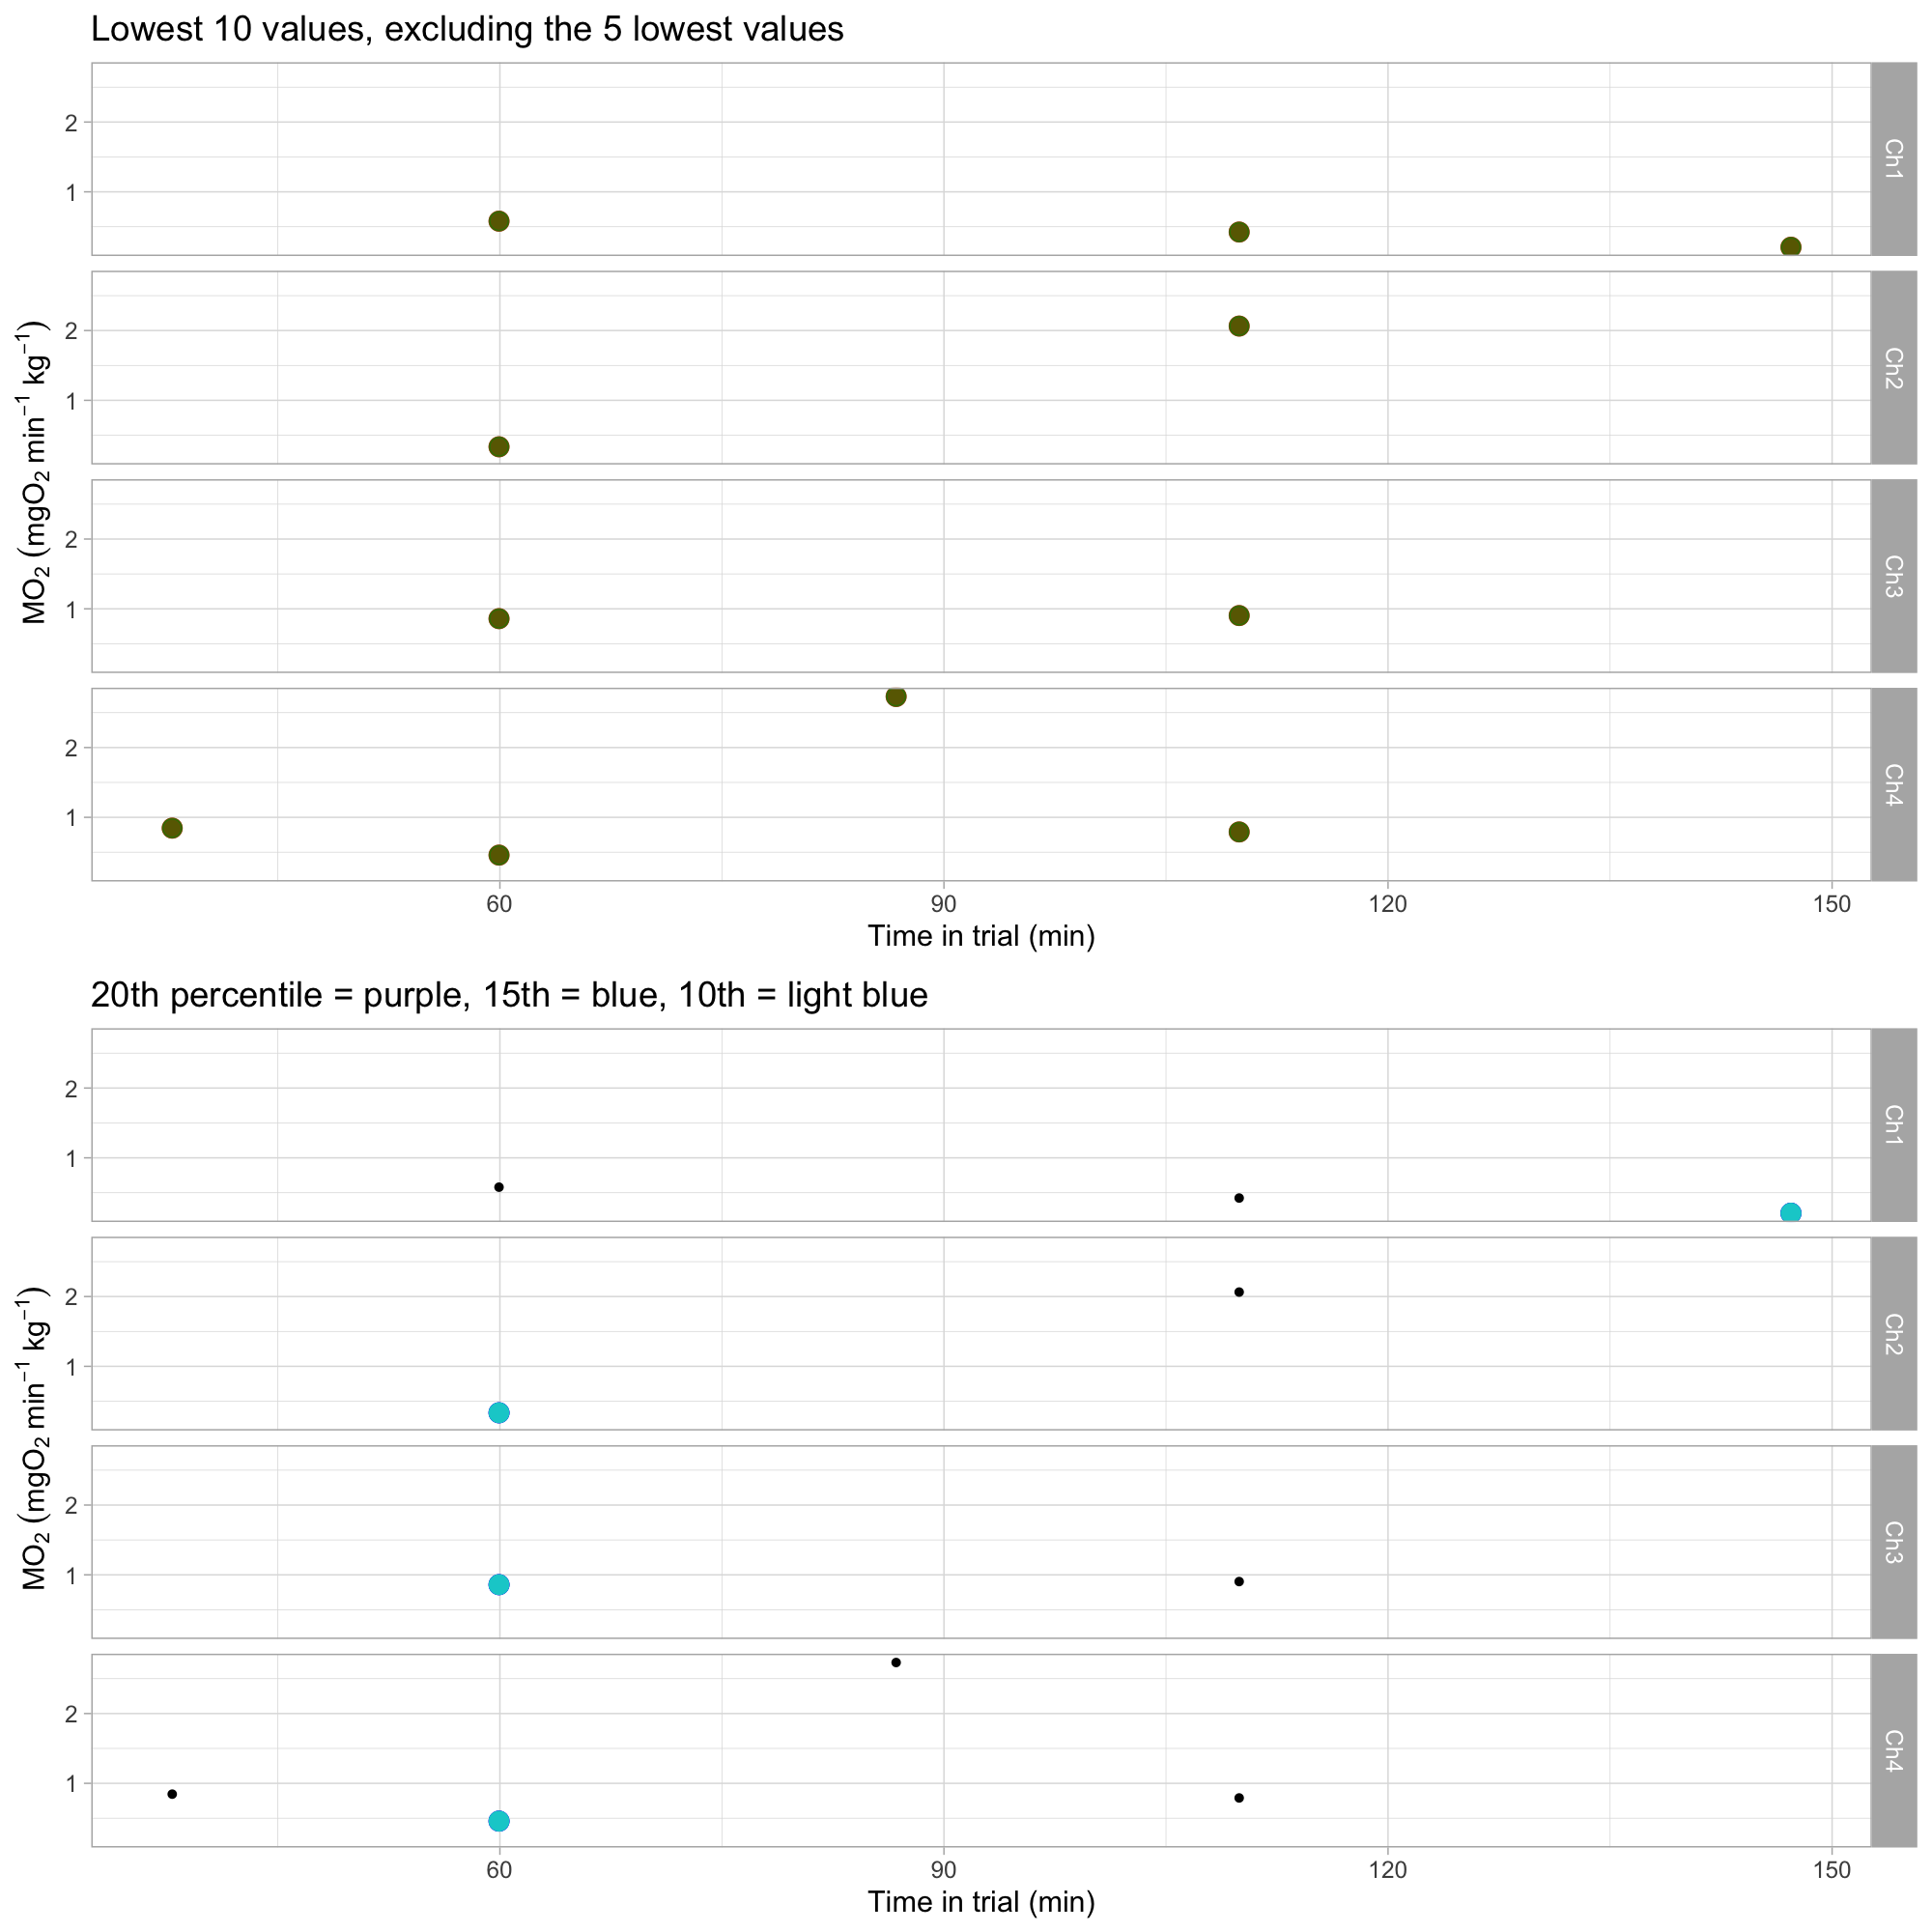 Lowest 10 values, excluding the 5 lowest values
2
1
Ch1
2
1
Ch2
2
1
Ch3
2
1
Ch4
MO₂ (mgO₂ min⁻¹ kg⁻¹)
60 90 120 150
Time in trial (min)
20th percentile = purple, 15th = blue, 10th = light blue
2
1
Ch1
2
1
Ch2
2
1
Ch3
2
1
Ch4
MO₂ (mgO₂ min⁻¹ kg⁻¹)
60 90 120 150
Time in trial (min)